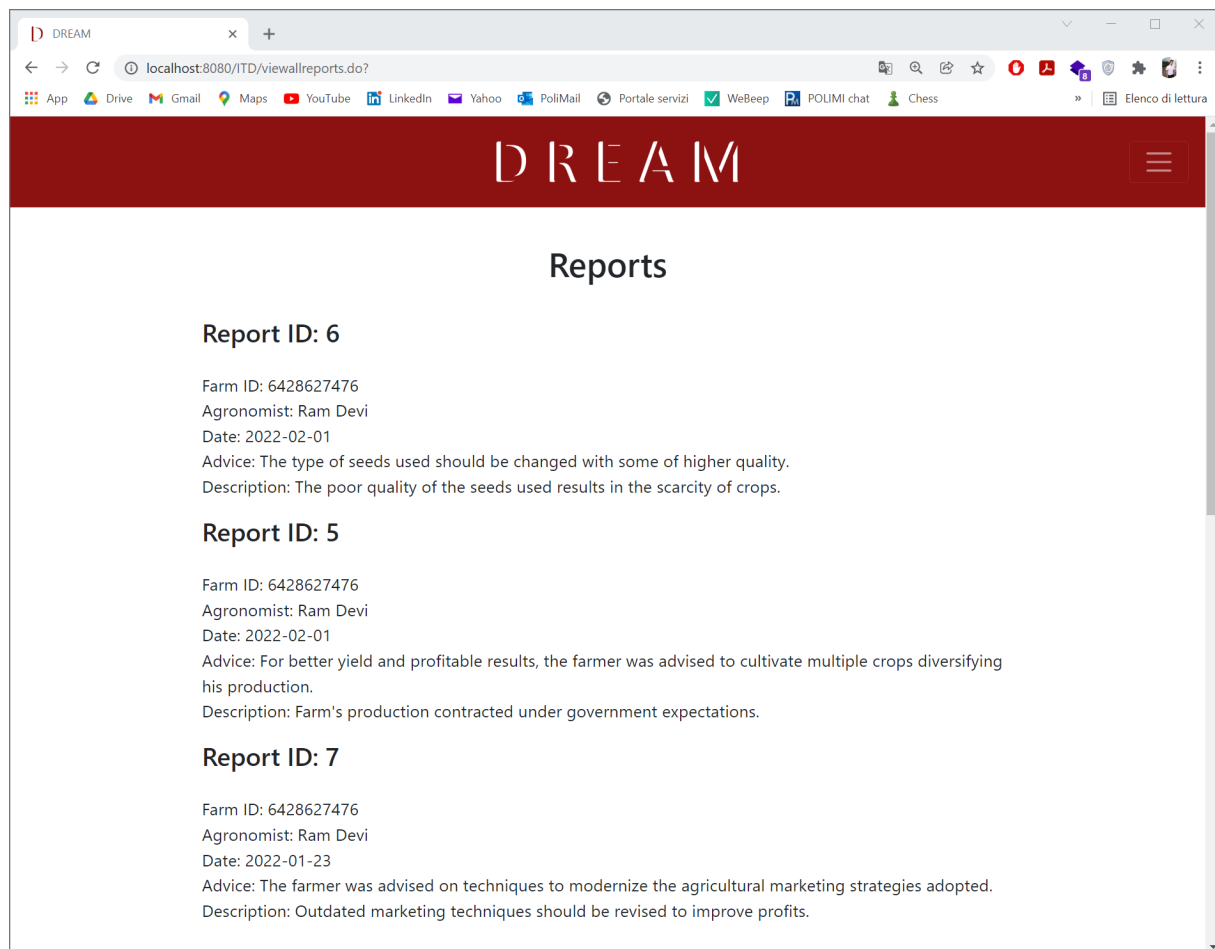 DREAM
localhost:8080/ITD/viewallreports.do?
8
App Drive Gmail Maps YouTube LinkedIn Yahoo PoliMail Portale servizi WeBeep POLIMI chat Chess » Elenco di lettura
DREAM
Reports
Report ID: 6
Farm ID: 6428627476
Agronomist: Ram Devi
Date: 2022-02-01
Advice: The type of seeds used should be changed with some of higher quality.
Description: The poor quality of the seeds used results in the scarcity of crops.
Report ID: 5
Farm ID: 6428627476
Agronomist: Ram Devi
Date: 2022-02-01
Advice: For better yield and profitable results, the farmer was advised to cultivate multiple crops diversifying
his production.
Description: Farm's production contracted under government expectations.
Report ID: 7
Farm ID: 6428627476
Agronomist: Ram Devi
Date: 2022-01-23
Advice: The farmer was advised on techniques to modernize the agricultural marketing strategies adopted.
Description: Outdated marketing techniques should be revised to improve profits.